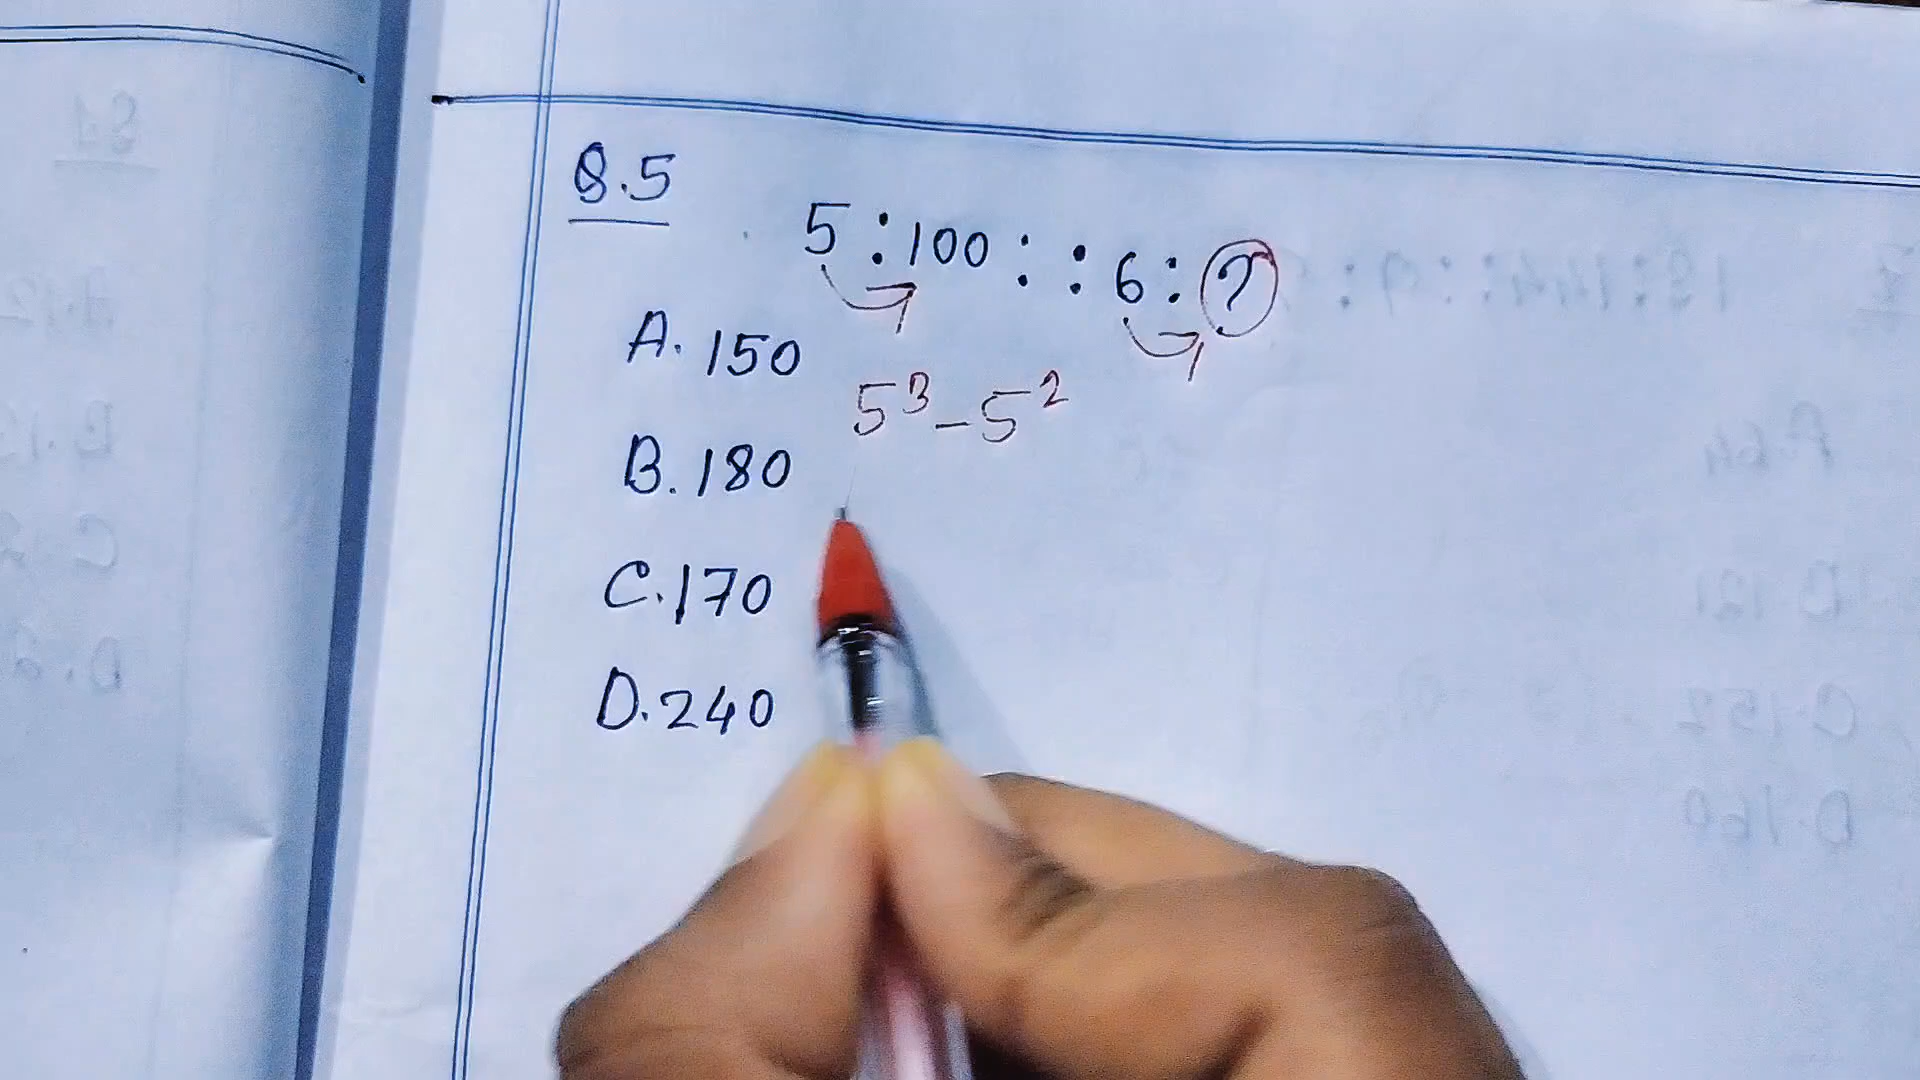 Q.5
5 : 100 : : 6 : ?
A. 150
5³ - 5²
B. 180
C. 170
D. 240